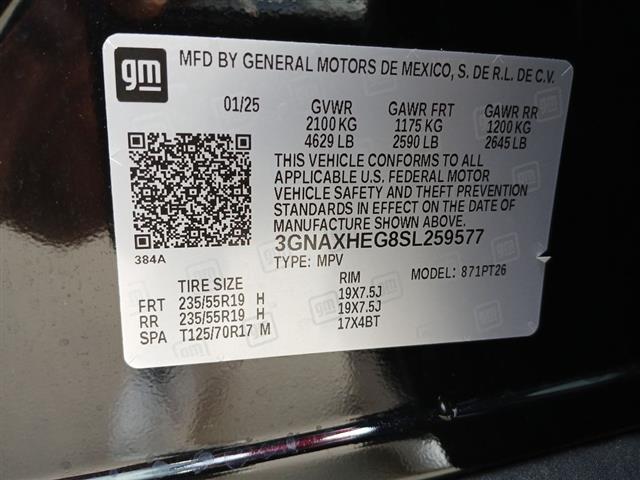 gm MFD BY GENERAL MOTORS DE MEXICO, S. DE R.L. DE C.V.
01/25 GVWR GAWR FRT GAWR RR
2100 KG 1175 KG 1200 KG
4629 LB 2590 LB 2645 LB
THIS VEHICLE CONFORMS TO ALL
APPLICABLE U.S. FEDERAL MOTOR
VEHICLE SAFETY AND THEFT PREVENTION
STANDARDS IN EFFECT ON THE DATE OF
MANUFACTURE SHOWN ABOVE.
384A
3GNAXHEG8SL259577
TYPE: MPV MODEL: 871PT26
TIRE SIZE RIM
FRT 235/55R19 H 19X7.5J
RR 235/55R19 H 19X7.5J
SPA T125/70R17 M 17X4BT